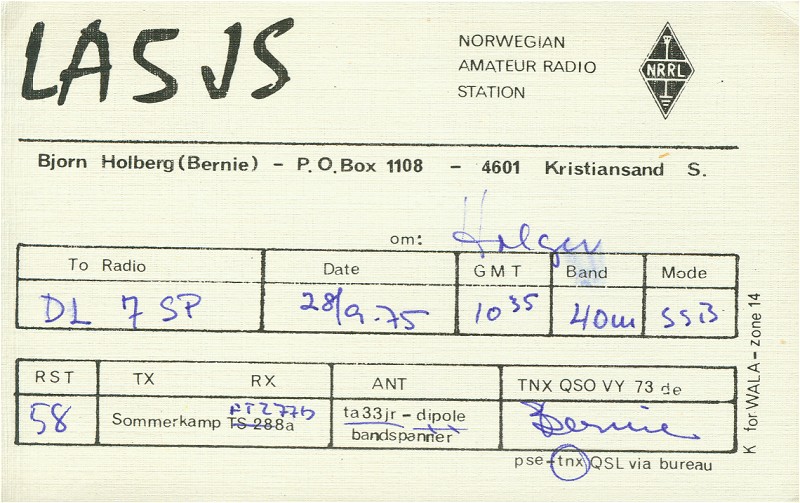 LA5JS
NORWEGIAN
AMATEUR RADIO
STATION
NRRL
Bjorn Holberg (Bernie) - P.O.Box 1108 - 4601 Kristiansand S.
om: Holger
To Radio Date GMT Band Mode
DL 7 SP 28/9-75 10 35 40m SSB
RST TX RX ANT TNX QSO VY 73 de
58 Sommerkamp TS-288a FT277B ta33jr - dipole Bernie
bandspanner
pse-tnx QSL via bureau
K for WALA - zone 14